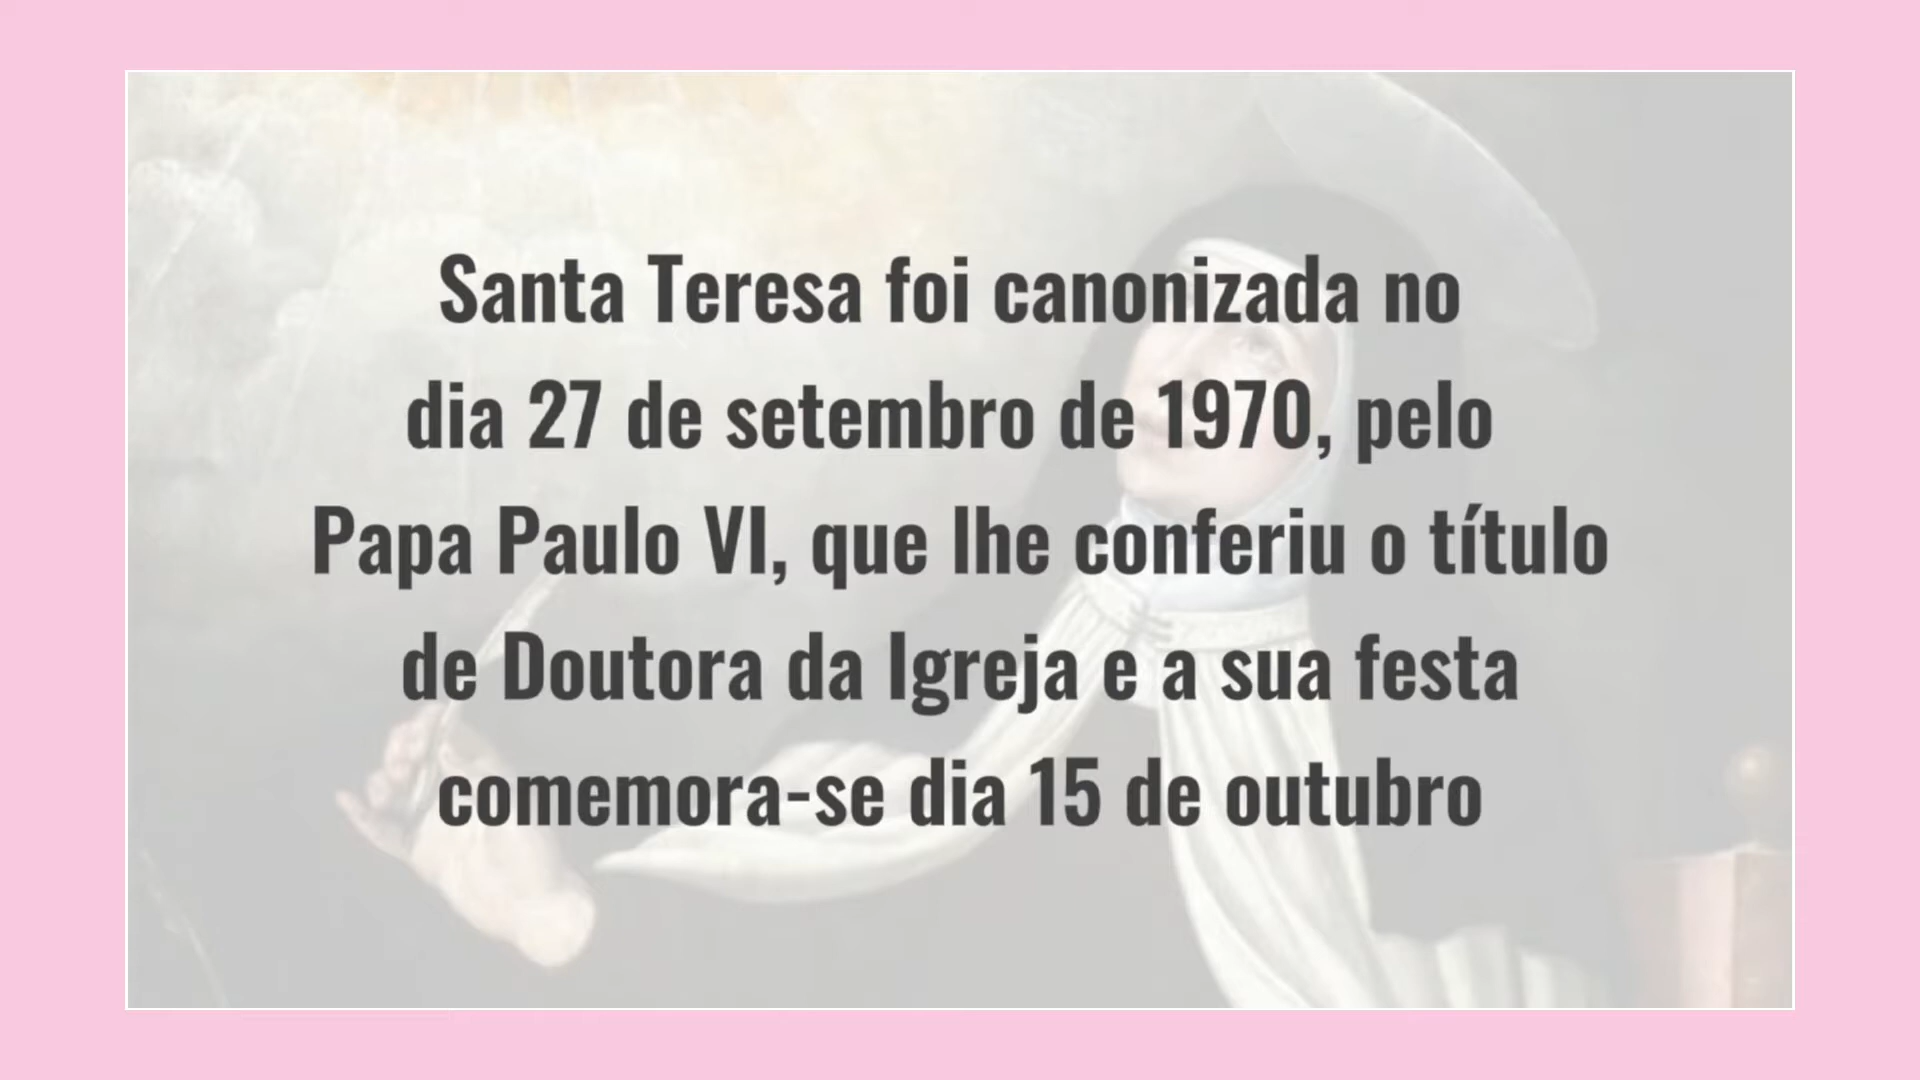 Santa Teresa foi canonizada no
dia 27 de setembro de 1970, pelo
Papa Paulo VI, que lhe conferiu o título
de Doutora da Igreja e a sua festa
comemora-se dia 15 de outubro